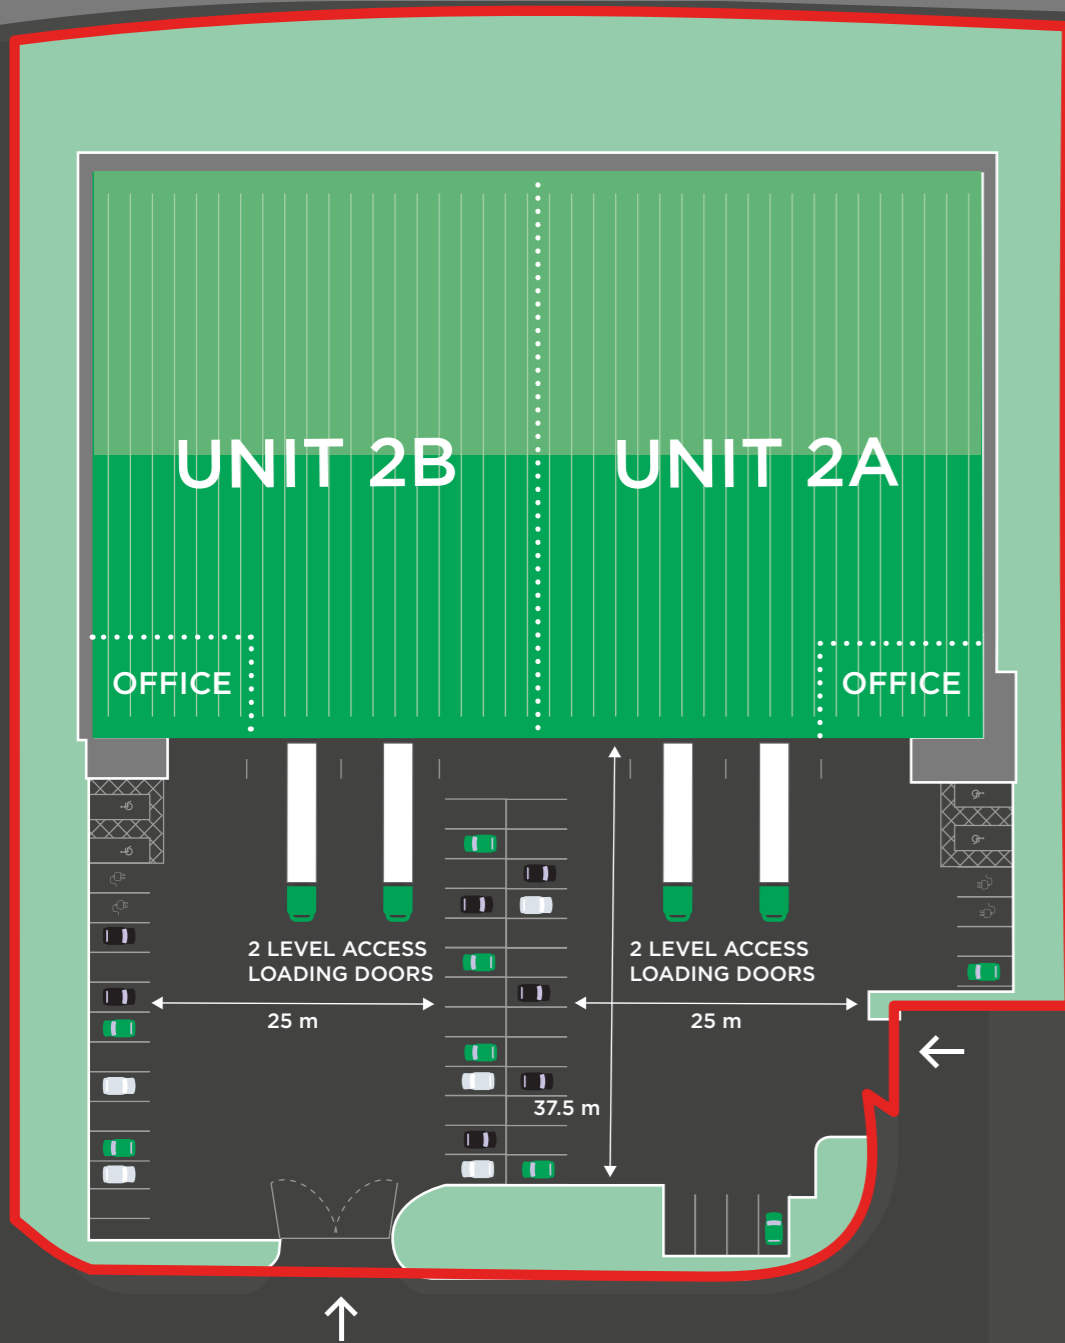 UNIT 2B
UNIT 2A
OFFICE
OFFICE
2 LEVEL ACCESS
LOADING DOORS
25 m
2 LEVEL ACCESS
LOADING DOORS
25 m
37.5 m